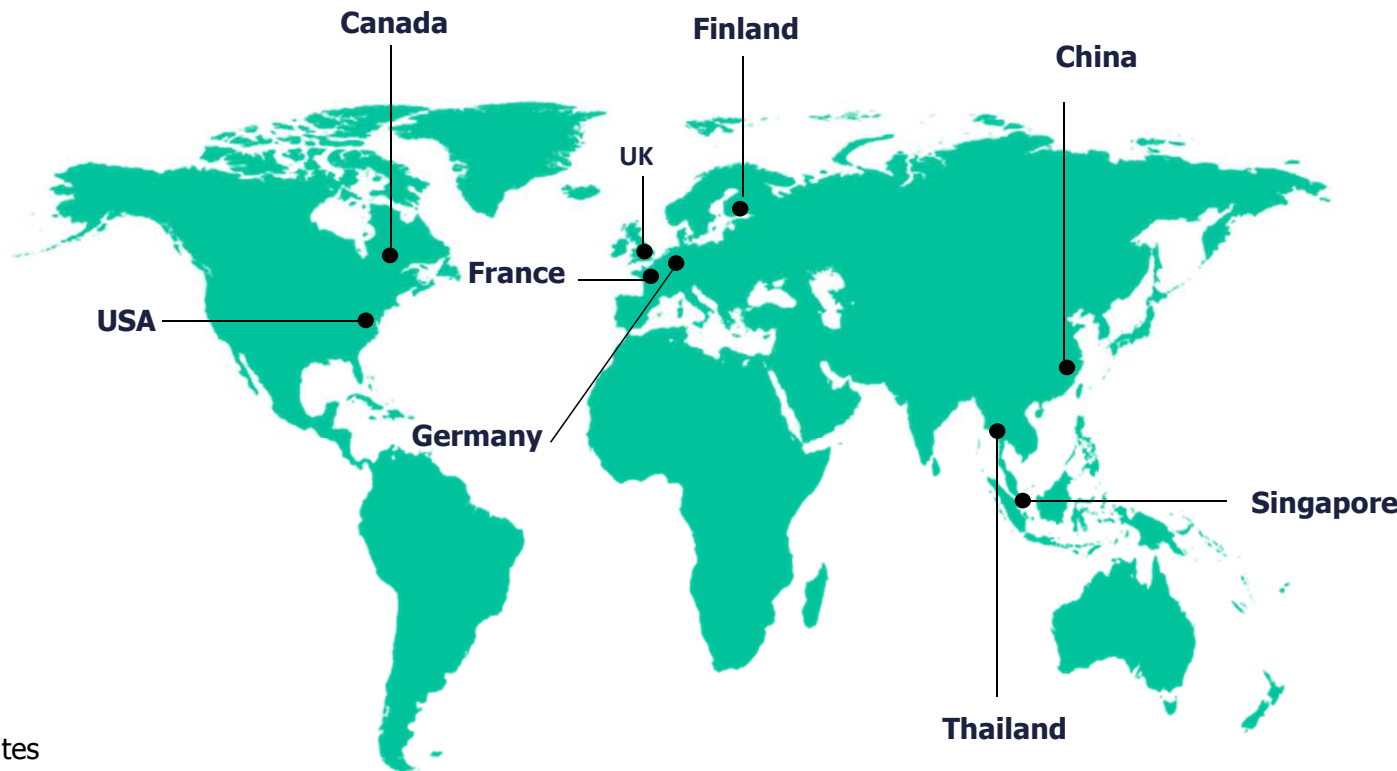 Canada
Finland
China
UK
France
USA
Germany
Singapore
Thailand
tes